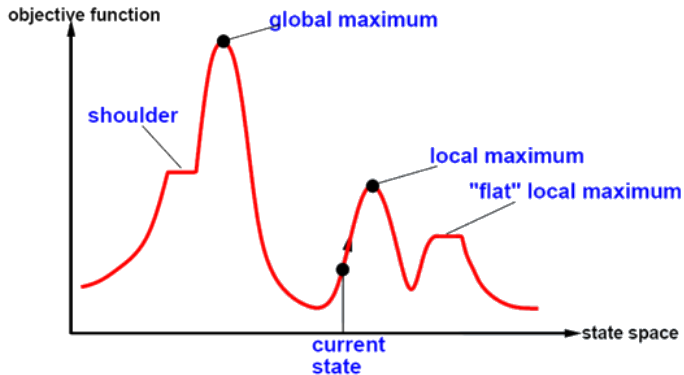 objective function
global maximum
shoulder
local maximum
"flat" local maximum
state space
current
state